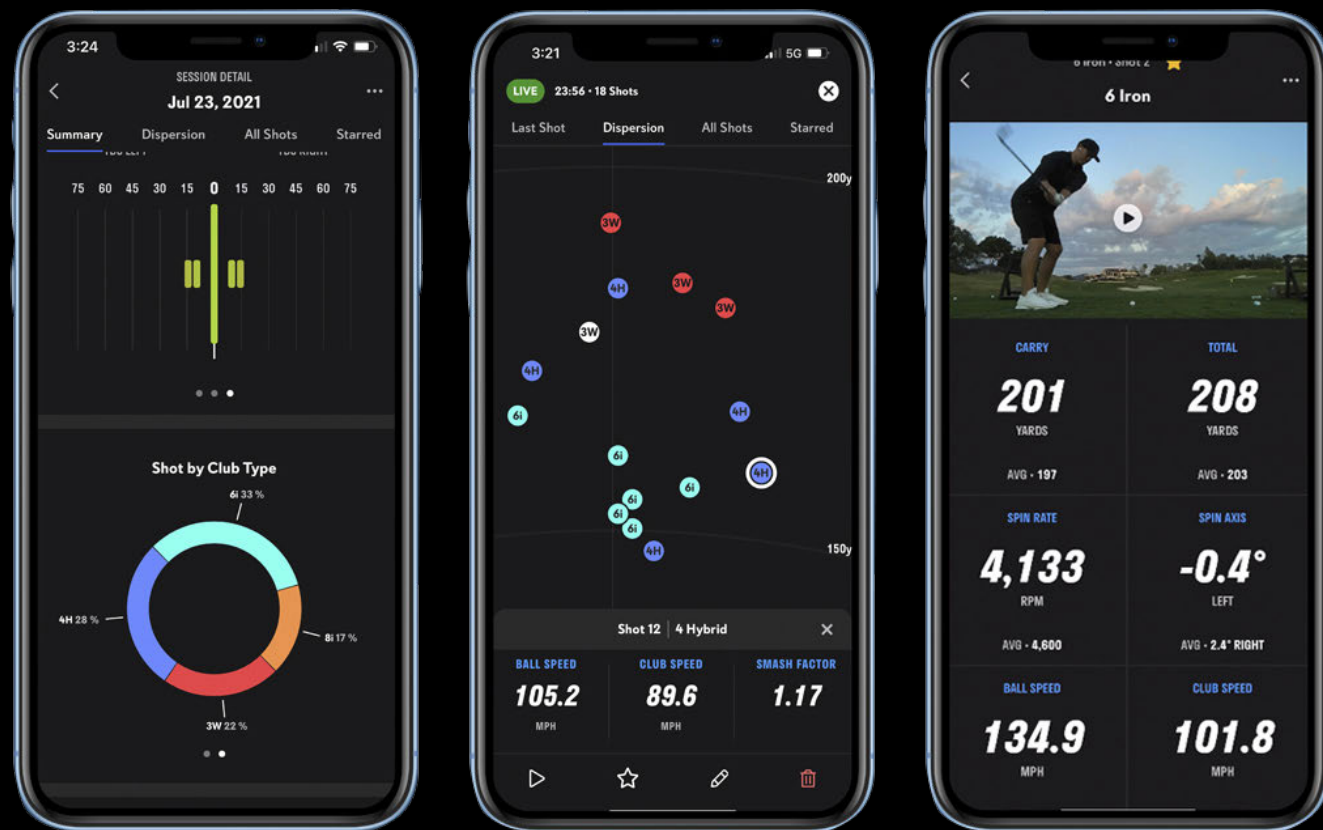 3:24
SESSION DETAIL
Jul 23, 2021
Summary Dispersion All Shots Starred
75 60 45 30 15 0 15 30 45 60 75
Shot by Club Type
6i 33 %
4H 28 %
8i 17 %
3W 22 %
3:21
5G
LIVE 23:56 • 18 Shots
Last Shot Dispersion All Shots Starred
200y
3W
4H
3W
3W
3W
4H
6i
4H
6i
4H
6i
6i
6i
6i
4H
150y
Shot 12 | 4 Hybrid
BALL SPEED CLUB SPEED SMASH FACTOR
105.2 89.6 1.17
MPH MPH
6 Iron • Shot 2
6 Iron
CARRY TOTAL
201 208
YARDS YARDS
AVG • 197 AVG • 203
SPIN RATE SPIN AXIS
4,133 -0.4°
RPM LEFT
AVG • 4,600 AVG • 2.4° RIGHT
BALL SPEED CLUB SPEED
134.9 101.8
MPH MPH